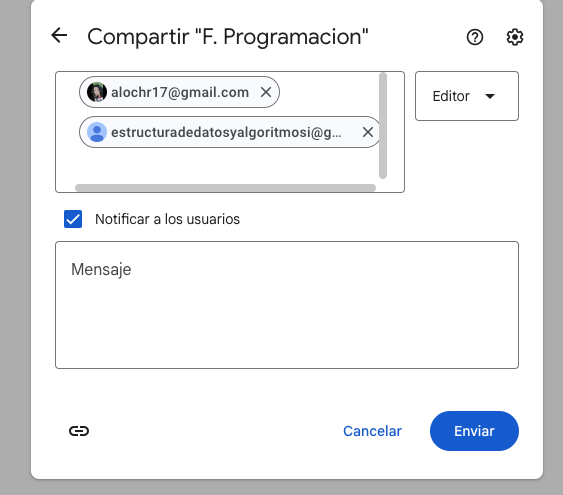 Compartir "F. Programacion"
alochr17@gmail.com
estructuradedatosyalgoritmosi@g...
Editor
Notificar a los usuarios
Mensaje
Cancelar
Enviar